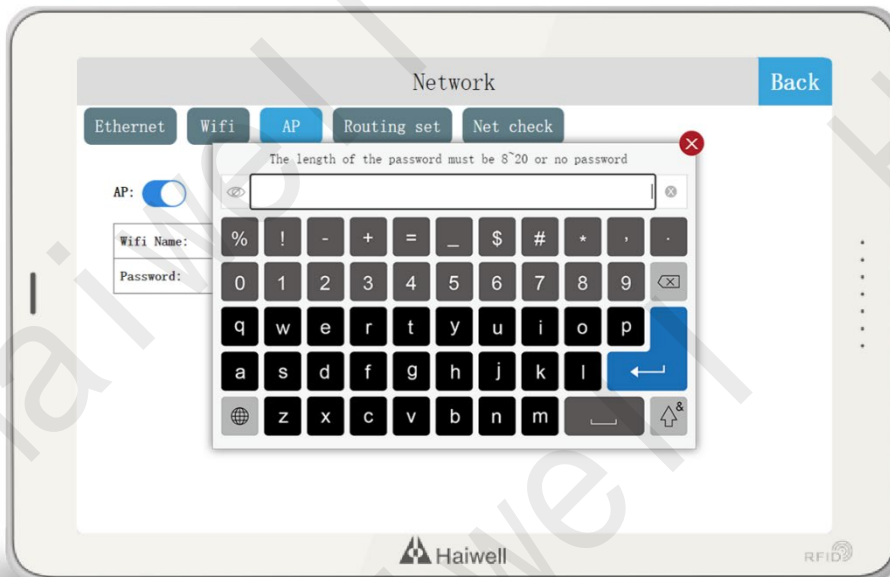 Network
Back
Ethernet
Wifi
AP
Routing set
Net check
The length of the password must be 8~20 or no password
AP:
Wifi Name:
Password:
% ! - + = _ $ # * , .
0 1 2 3 4 5 6 7 8 9
q w e r t y u i o p
a s d f g h j k l
z x c v b n m &
Haiwell
RFID
haiwell